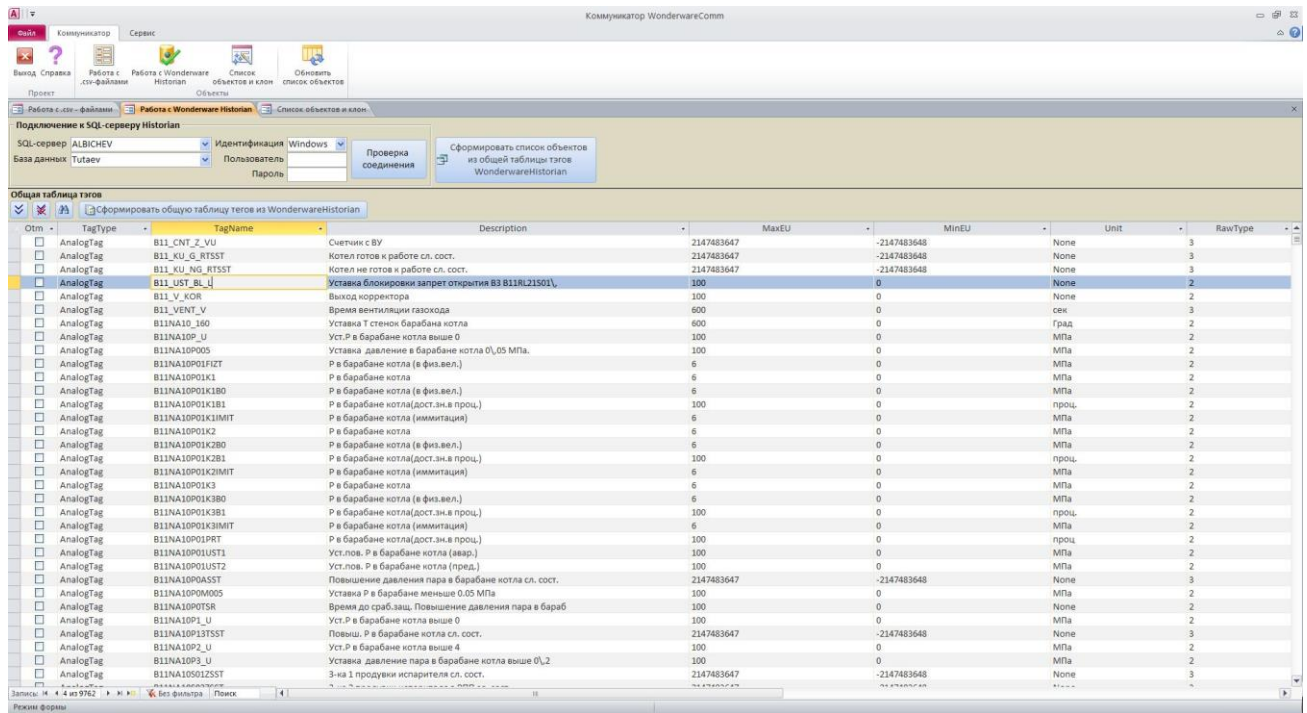 Коммуникатор WonderwareComm
Файл Коммуникатор Сервис
Выход Справка Работа с .csv-файлами Работа с Wonderware Historian Список объектов и клон Обновить список объектов
Проект Объекты
Работа с .csv - файлами Работа с Wonderware Historian Список объектов и клон
Подключение к SQL-серверу Historian
SQL-сервер ALBICHEV Идентификация Windows
База данных Tutaev Пользователь
Пароль
Проверка соединения
Сформировать список объектов из общей таблицы тэгов WonderwareHistorian
Общая таблица тэгов
Сформировать общую таблицу тегов из WonderwareHistorian
Otm TagType TagName Description MaxEU MinEU Unit RawType
AnalogTag B11_CNT_Z_VU Счетчик с ВУ 2147483647 -2147483648 None 3
AnalogTag B11_KU_G_RTSST Котел готов к работе сл. сост. 2147483647 -2147483648 None 3
AnalogTag B11_KU_NG_RTSST Котел не готов к работе сл. сост. 2147483647 -2147483648 None 3
AnalogTag B11_UST_BL_L Уставка блокировки запрет открытия ВЗ B11RL21S01\, 100 0 None 2
AnalogTag B11_V_KOR Выход корректора 100 0 None 2
AnalogTag B11_VENT_V Время вентиляции газохода 600 0 сек 3
AnalogTag B11NA10_160 Уставка Т стенок барабана котла 600 0 Град 2
AnalogTag B11NA10P_U Уст.Р в барабане котла выше 0 100 0 МПа 2
AnalogTag B11NA10P005 Уставка давление в барабане котла 0\,05 МПа. 100 0 МПа 2
AnalogTag B11NA10P01FIZT Р в барабане котла (в физ.вел.) 6 0 МПа 2
AnalogTag B11NA10P01K1 Р в барабане котла 6 0 МПа 2
AnalogTag B11NA10P01K1B0 Р в барабане котла (в физ.вел.) 6 0 МПа 2
AnalogTag B11NA10P01K1B1 Р в барабане котла(дост.зн.в проц.) 100 0 проц. 2
AnalogTag B11NA10P01K1IMIT Р в барабане котла (иммитация) 6 0 МПа 2
AnalogTag B11NA10P01K2 Р в барабане котла 6 0 МПа 2
AnalogTag B11NA10P01K2B0 Р в барабане котла (в физ.вел.) 6 0 МПа 2
AnalogTag B11NA10P01K2B1 Р в барабане котла(дост.зн.в проц.) 100 0 проц. 2
AnalogTag B11NA10P01K2IMIT Р в барабане котла (иммитация) 6 0 МПа 2
AnalogTag B11NA10P01K3 Р в барабане котла 6 0 МПа 2
AnalogTag B11NA10P01K3B0 Р в барабане котла (в физ.вел.) 6 0 МПа 2
AnalogTag B11NA10P01K3B1 Р в барабане котла(дост.зн.в проц.) 100 0 проц. 2
AnalogTag B11NA10P01K3IMIT Р в барабане котла (иммитация) 6 0 МПа 2
AnalogTag B11NA10P01PRT Р в барабане котла(дост.зн.в проц.) 100 0 проц 2
AnalogTag B11NA10P01UST1 Уст.пов. Р в барабане котла (авар.) 100 0 МПа 2
AnalogTag B11NA10P01UST2 Уст.пов. Р в барабане котла (пред.) 100 0 МПа 2
AnalogTag B11NA10P0ASST Повышение давления пара в барабане котла сл. сост. 2147483647 -2147483648 None 3
AnalogTag B11NA10P0M005 Уставка Р в барабане меньше 0.05 МПа 100 0 МПа 2
AnalogTag B11NA10P0TSR Время до сраб.защ. Повышение давления пара в бараб 100 0 None 2
AnalogTag B11NA10P1_U Уст.Р в барабане котла выше 0 100 0 МПа 2
AnalogTag B11NA10P13TSST Повыш. Р в барабане котла сл. сост. 2147483647 -2147483648 None 3
AnalogTag B11NA10P2_U Уст.Р в барабане котла выше 4 100 0 МПа 2
AnalogTag B11NA10P3_U Уставка давление пара в барабане котла выше 0\,2 100 0 МПа 2
AnalogTag B11NA10S01ZSST З-ка 1 продувки испарителя сл. сост. 2147483647 -2147483648 None 3
Запись: 4 из 9762 Без фильтра Поиск
Режим формы